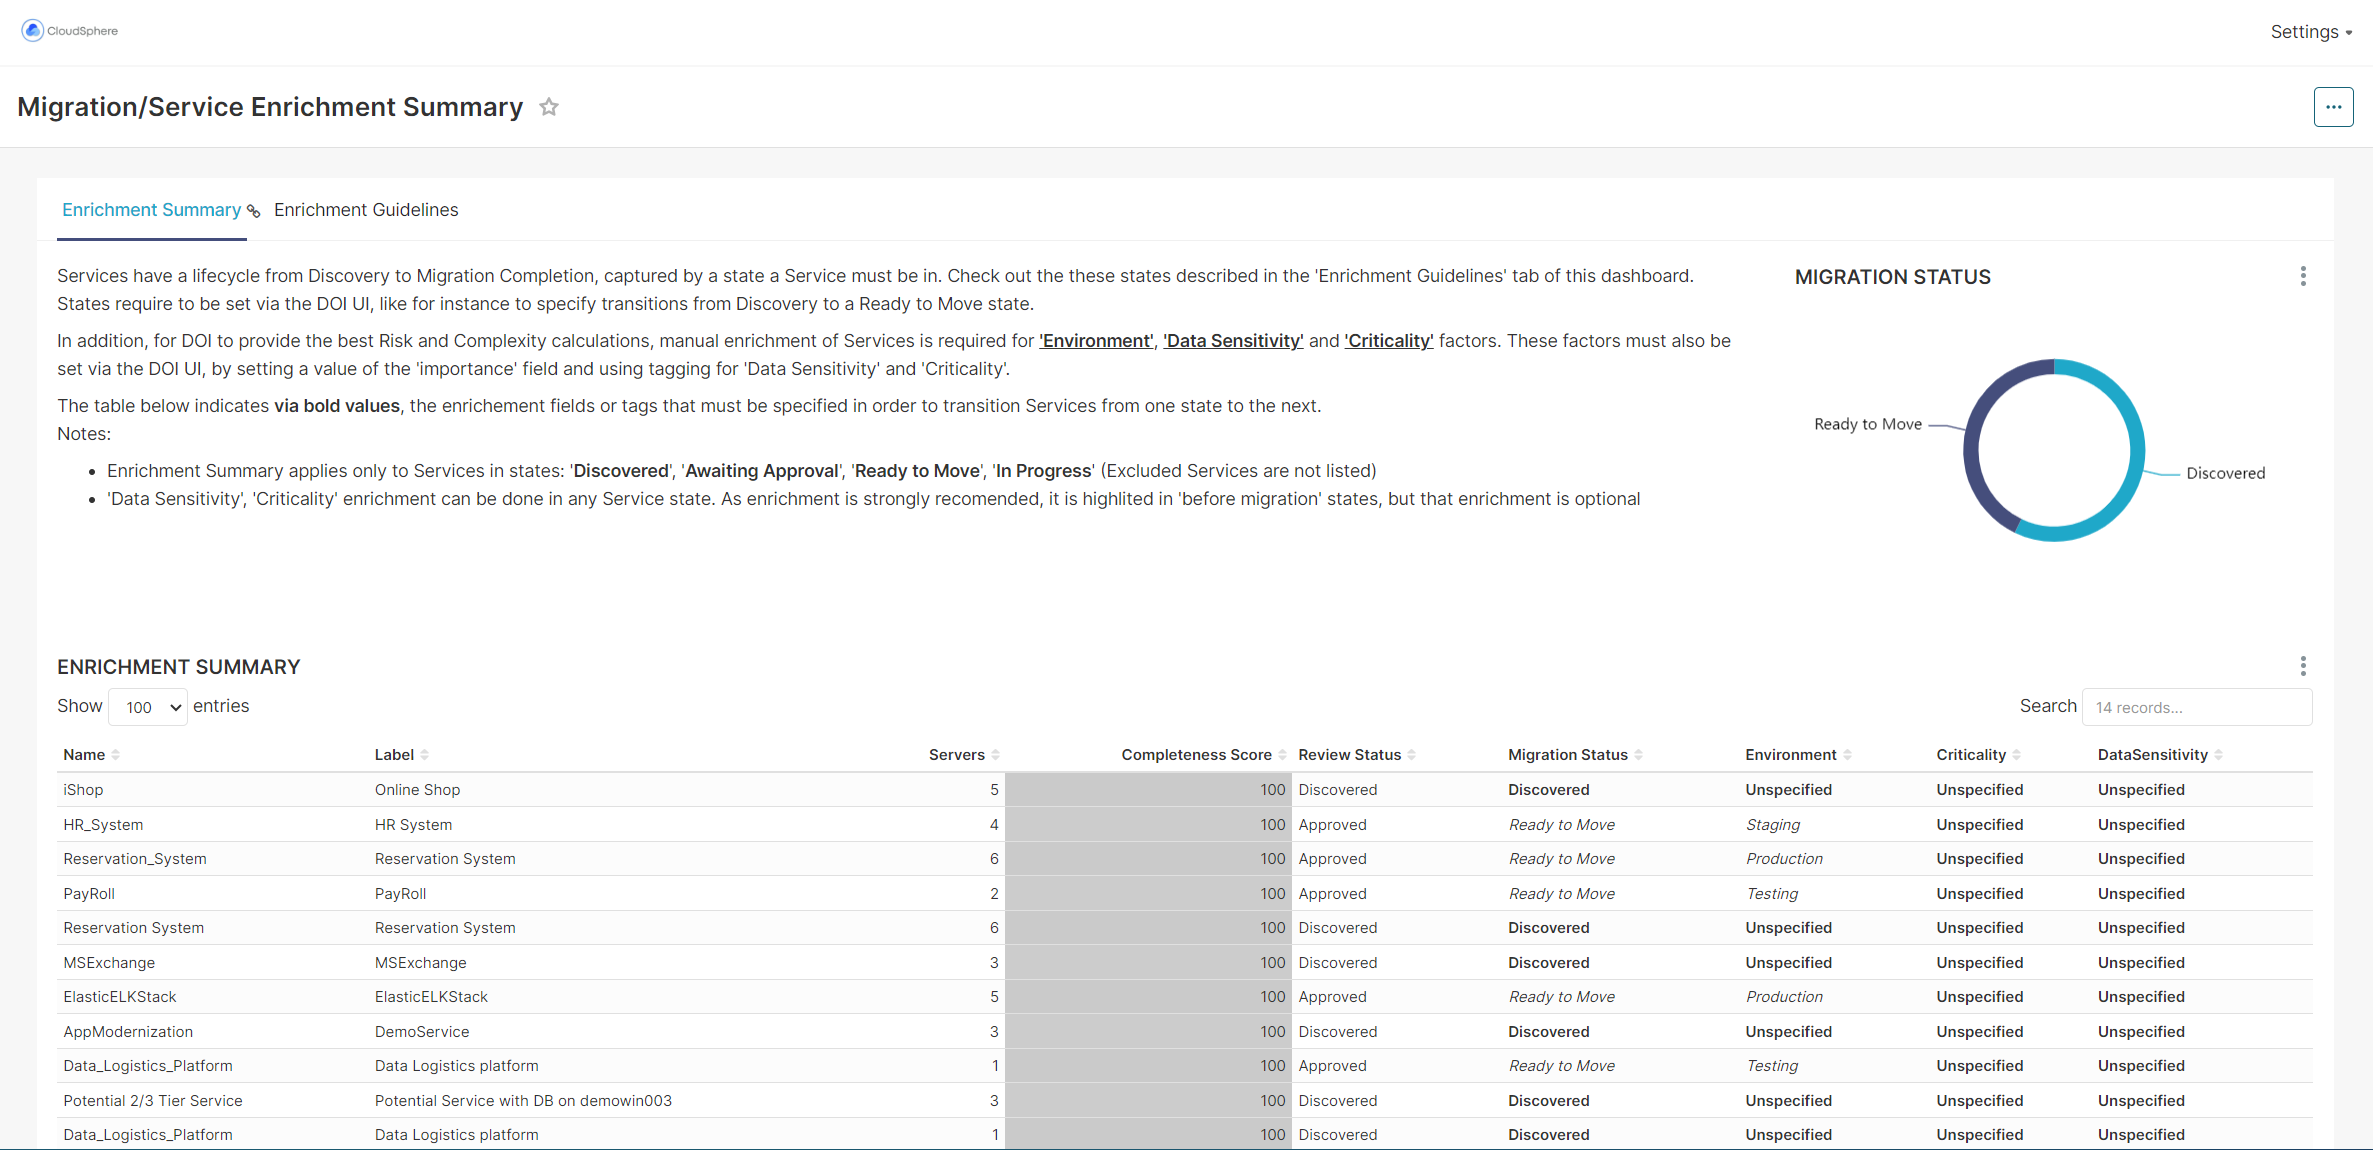 CloudSphere
Settings
Migration/Service Enrichment Summary
Enrichment Summary Enrichment Guidelines
Services have a lifecycle from Discovery to Migration Completion, captured by a state a Service must be in. Check out the these states described in the 'Enrichment Guidelines' tab of this dashboard.
States require to be set via the DOI UI, like for instance to specify transitions from Discovery to a Ready to Move state.
In addition, for DOI to provide the best Risk and Complexity calculations, manual enrichment of Services is required for 'Environment', 'Data Sensitivity' and 'Criticality' factors. These factors must also be
set via the DOI UI, by setting a value of the 'importance' field and using tagging for 'Data Sensitivity' and 'Criticality'.
The table below indicates via bold values, the enrichement fields or tags that must be specified in order to transition Services from one state to the next.
Notes:
• Enrichment Summary applies only to Services in states: 'Discovered', 'Awaiting Approval', 'Ready to Move', 'In Progress' (Excluded Services are not listed)
• 'Data Sensitivity', 'Criticality' enrichment can be done in any Service state. As enrichment is strongly recomended, it is highlited in 'before migration' states, but that enrichment is optional
MIGRATION STATUS
Ready to Move
Discovered
ENRICHMENT SUMMARY
Show 100 entries
Search 14 records...
Name Label Servers Completeness Score Review Status Migration Status Environment Criticality DataSensitivity
iShop Online Shop 5 100 Discovered Discovered Unspecified Unspecified Unspecified
HR_System HR System 4 100 Approved Ready to Move Staging Unspecified Unspecified
Reservation_System Reservation System 6 100 Approved Ready to Move Production Unspecified Unspecified
PayRoll PayRoll 2 100 Approved Ready to Move Testing Unspecified Unspecified
Reservation System Reservation System 6 100 Discovered Discovered Unspecified Unspecified Unspecified
MSExchange MSExchange 3 100 Discovered Discovered Unspecified Unspecified Unspecified
ElasticELKStack ElasticELKStack 5 100 Approved Ready to Move Production Unspecified Unspecified
AppModernization DemoService 3 100 Discovered Discovered Unspecified Unspecified Unspecified
Data_Logistics_Platform Data Logistics platform 1 100 Approved Ready to Move Testing Unspecified Unspecified
Potential 2/3 Tier Service Potential Service with DB on demowin003 3 100 Discovered Discovered Unspecified Unspecified Unspecified
Data_Logistics_Platform Data Logistics platform 1 100 Discovered Discovered Unspecified Unspecified Unspecified